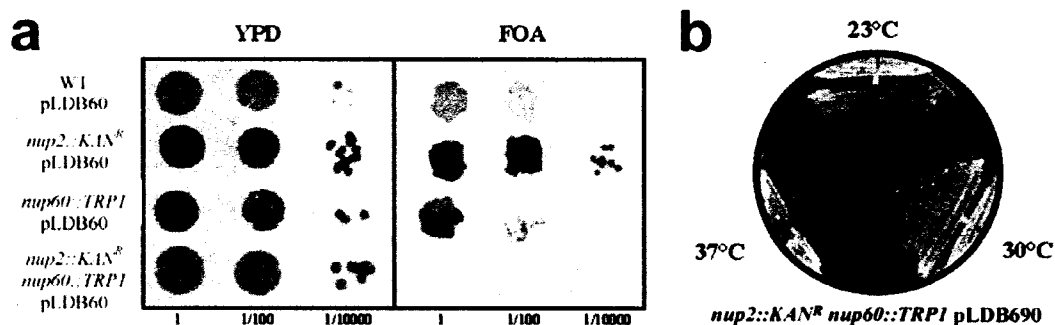 a
YPD
FOA
b
23°C
WT
pLDB60
nup2::KAN^R
pLDB60
nup60::TRP1
pLDB60
nup2::KAN^R
nup60::TRP1
pLDB60
1 1/100 1/10000 1 1/100 1/10000
37°C
30°C
nup2::KAN^R nup60::TRP1 pLDB690